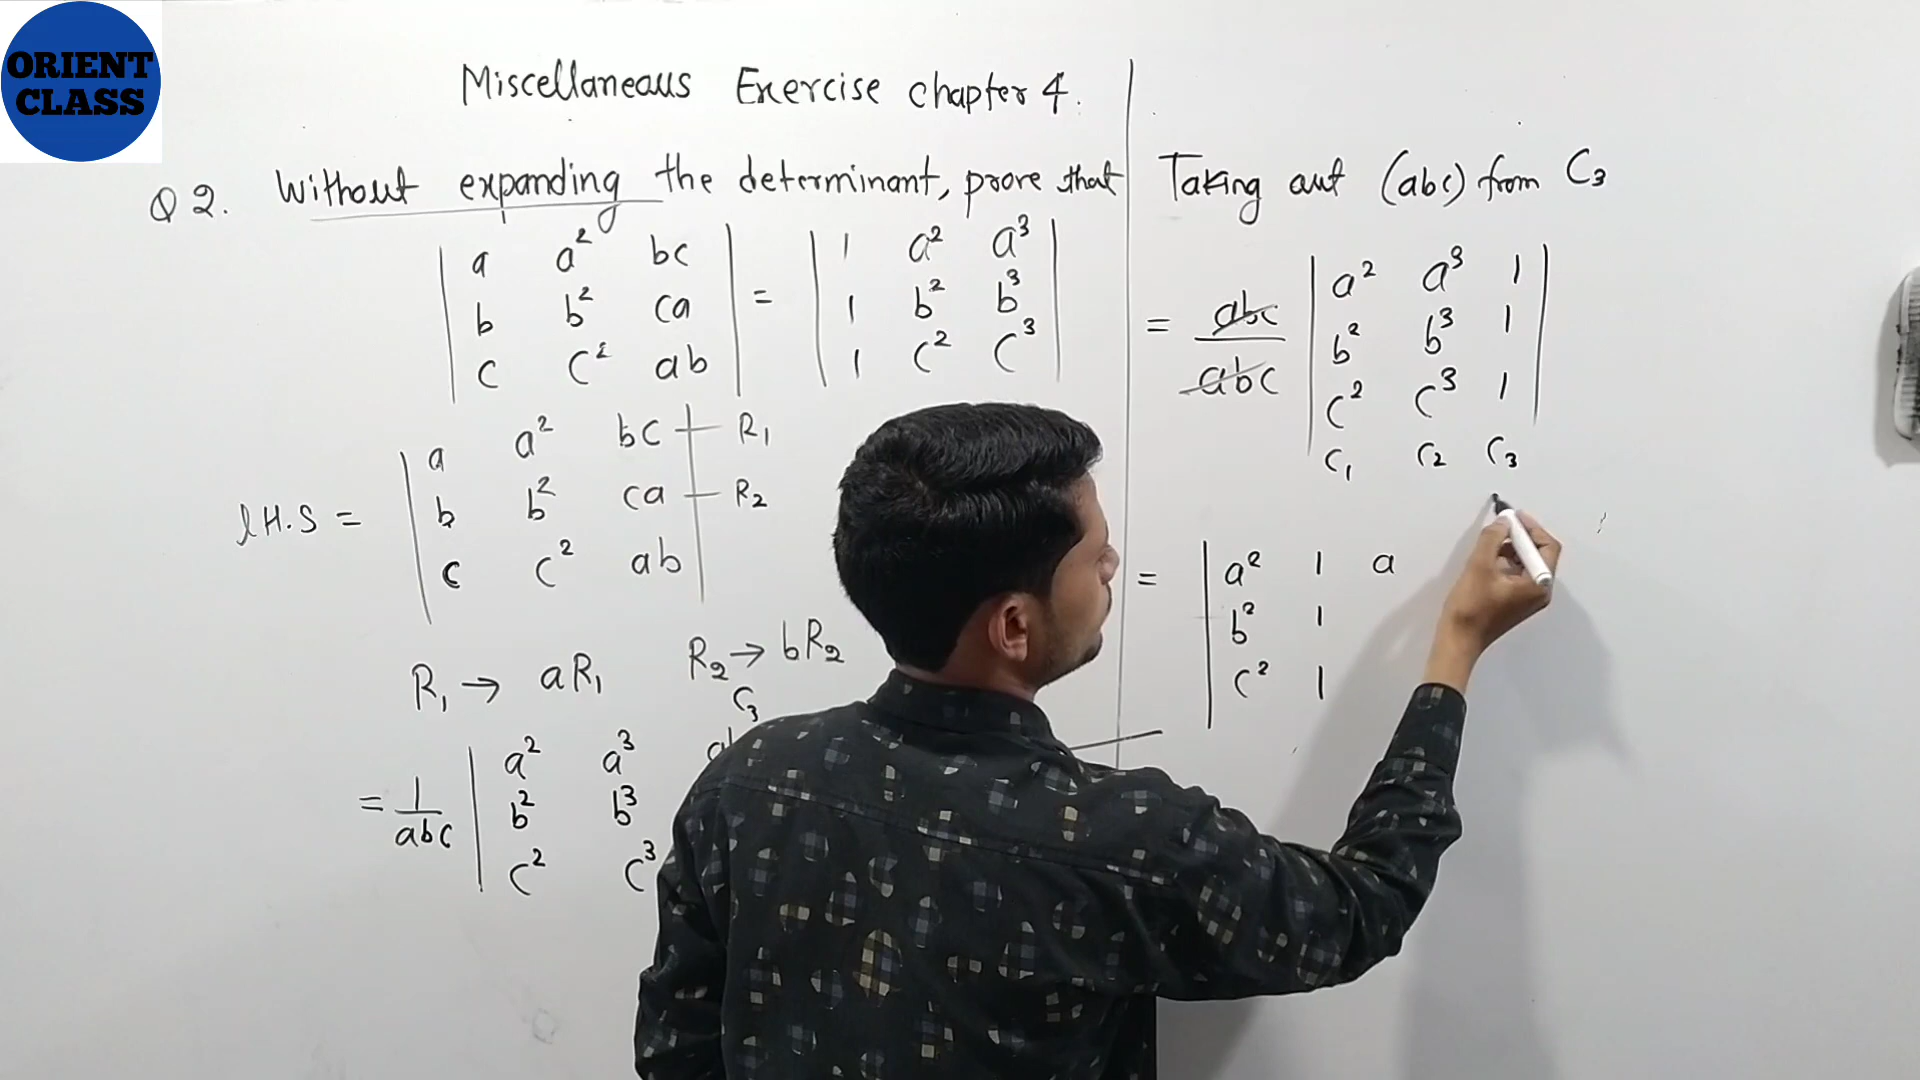 ORIENT
CLASS
Miscellaneous Exercise chapter 4.
Q 2. Without expanding the determinant, prove that
| a a² bc | = | 1 a² a³ |
| b b² ca | | 1 b² b³ |
| c c² ab | | 1 c² c³ |
l H.S =
| a a² bc | R₁
| b b² ca | R₂
| c c² ab |
R₁ → aR₁ R₂ → bR₂
C₃
= 1/abc
| a² a³
| b² b³
| c² c³
Taking out (abc) from C₃
= abc/abc
| a² a³ 1 |
| b² b³ 1 |
| c² c³ 1 |
C₁ C₂ C₃
=
| a² 1 a
| b² 1
| c² 1